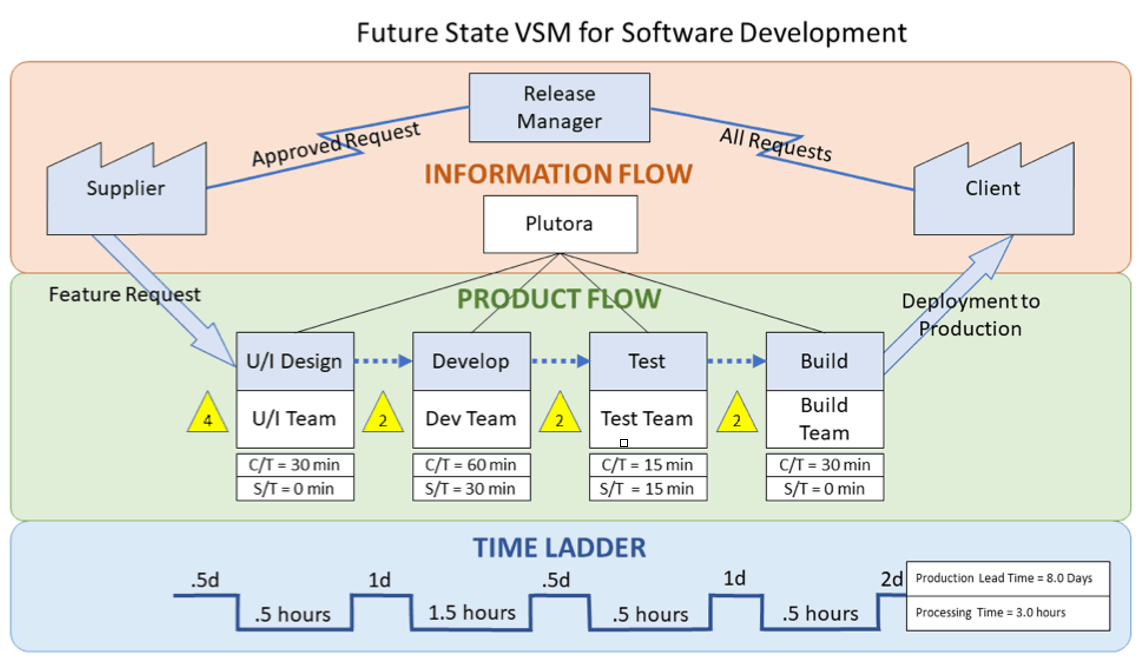 Future State VSM for Software Development
Release
Manager
Approved Request
All Requests
Supplier
INFORMATION FLOW
Client
Plutora
Feature Request
PRODUCT FLOW
Deployment to
Production
U/I Design
Develop
Test
Build
4
U/I Team
2
Dev Team
2
Test Team
2
Build
Team
C/T = 30 min
S/T = 0 min
C/T = 60 min
S/T = 30 min
C/T = 15 min
S/T = 15 min
C/T = 30 min
S/T = 0 min
TIME LADDER
.5d
1d
.5d
1d
2d
.5 hours
1.5 hours
.5 hours
.5 hours
Production Lead Time = 8.0 Days
Processing Time = 3.0 hours